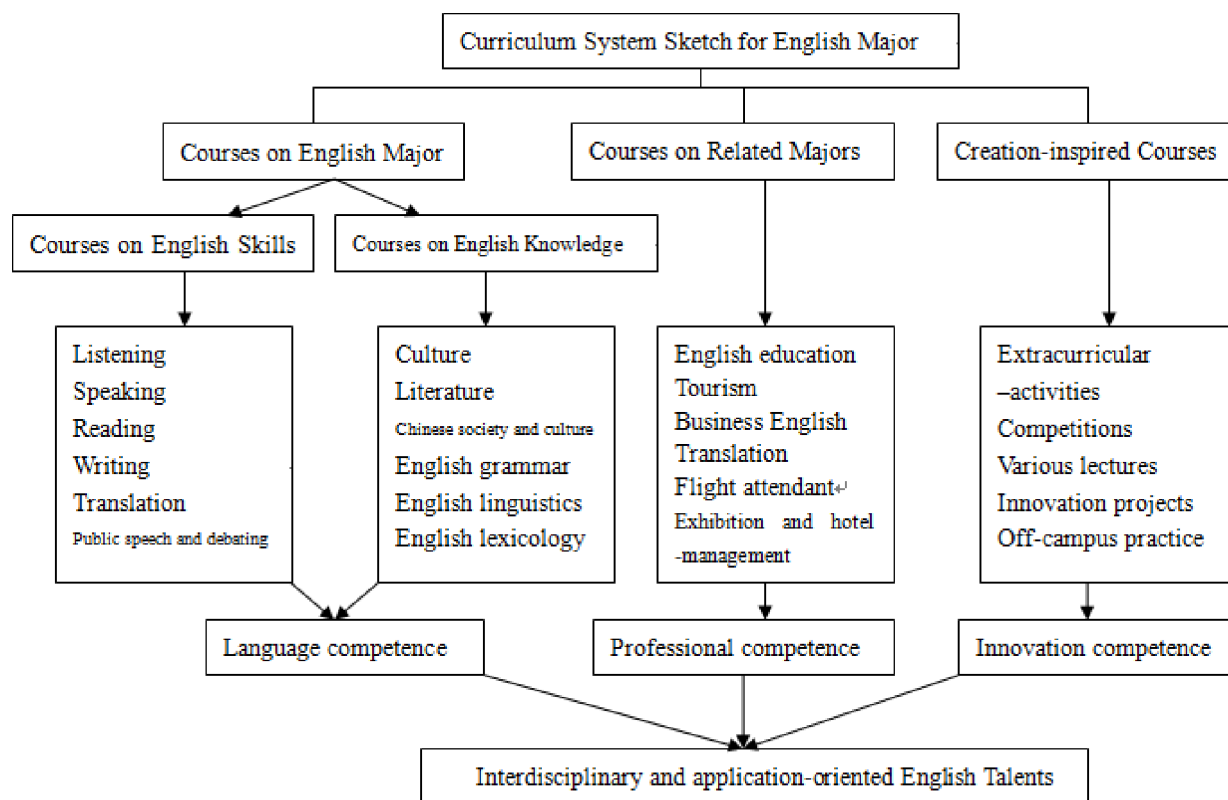 Curriculum System Sketch for English Major
Courses on English Major
Courses on Related Majors
Creation-inspired Courses
Courses on English Skills
Courses on English Knowledge
Listening
Speaking
Reading
Writing
Translation
Public speech and debating
Culture
Literature
Chinese society and culture
English grammar
English linguistics
English lexicology
English education
Tourism
Business English
Translation
Flight attendant↵
Exhibition and hotel
-management
Extracurricular
–activities
Competitions
Various lectures
Innovation projects
Off-campus practice
Language competence
Professional competence
Innovation competence
Interdisciplinary and application-oriented English Talents